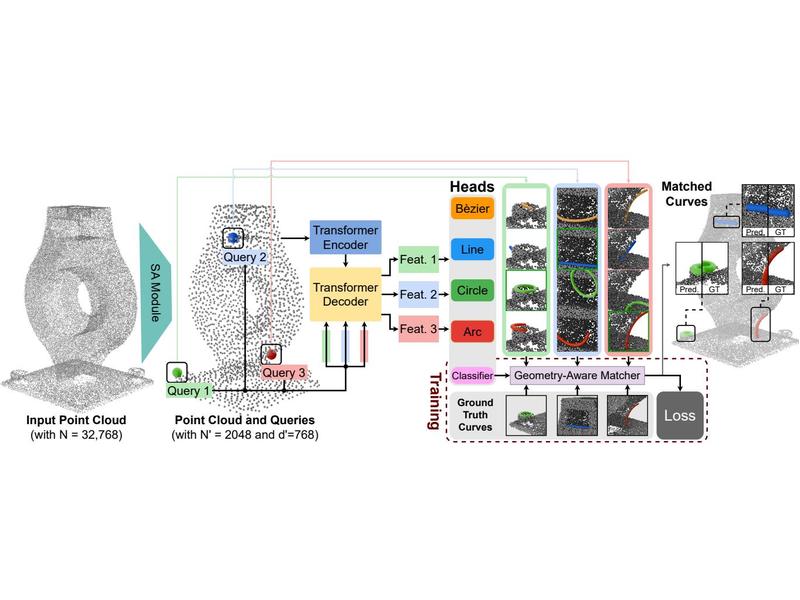 Input Point Cloud
(with N = 32,768)
SA Module
Query 2
Query 3
Query 1
Point Cloud and Queries
(with N' = 2048 and d'=768)
Transformer
Encoder
Transformer
Decoder
Feat. 1
Feat. 2
Feat. 3
Heads
Bèzier
Line
Circle
Arc
Classifier
Training
Geometry-Aware Matcher
Ground
Truth
Curves
Loss
Matched
Curves
Pred. GT
Pred. GT
Pred. GT